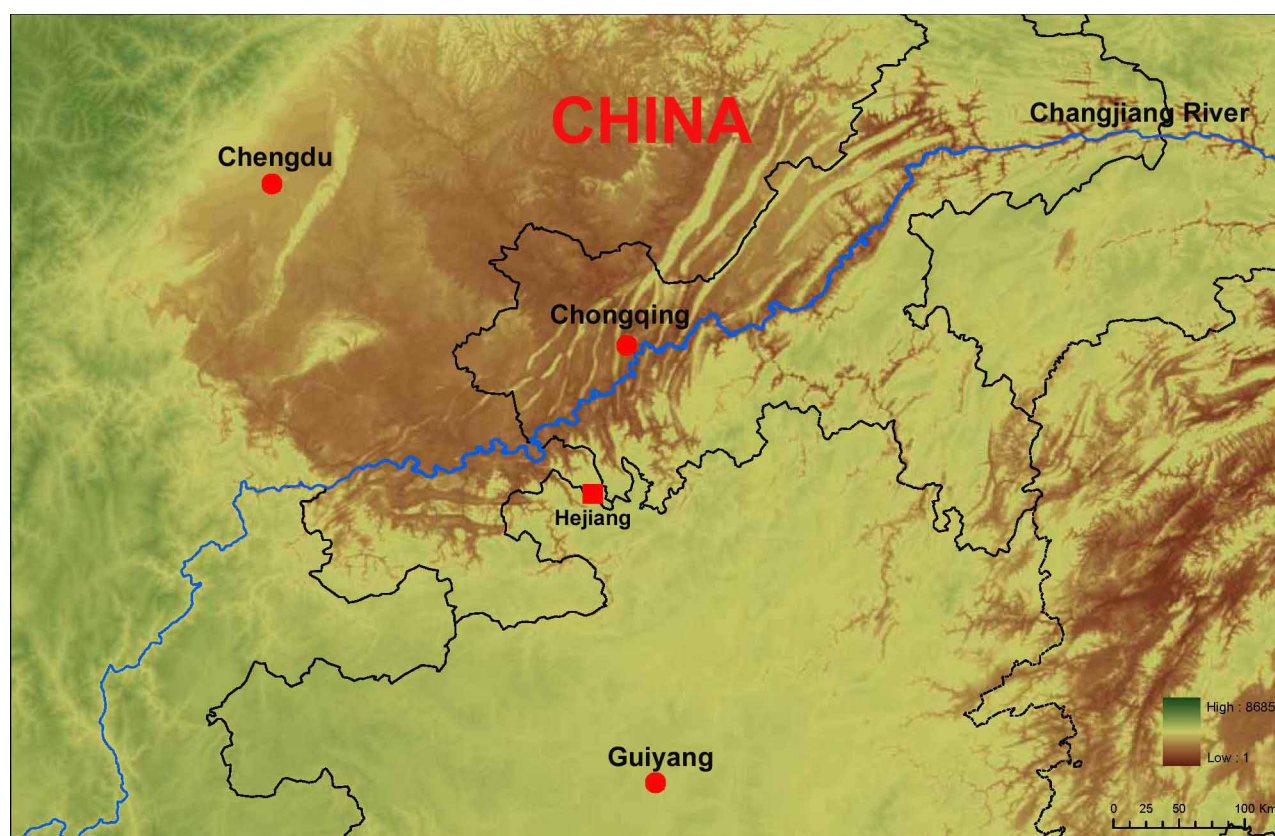 CHINA
Changjiang River
Chengdu
Chongqing
Hejiang
High : 8685
Low : 1
Guiyang
0 25 50 100 Km